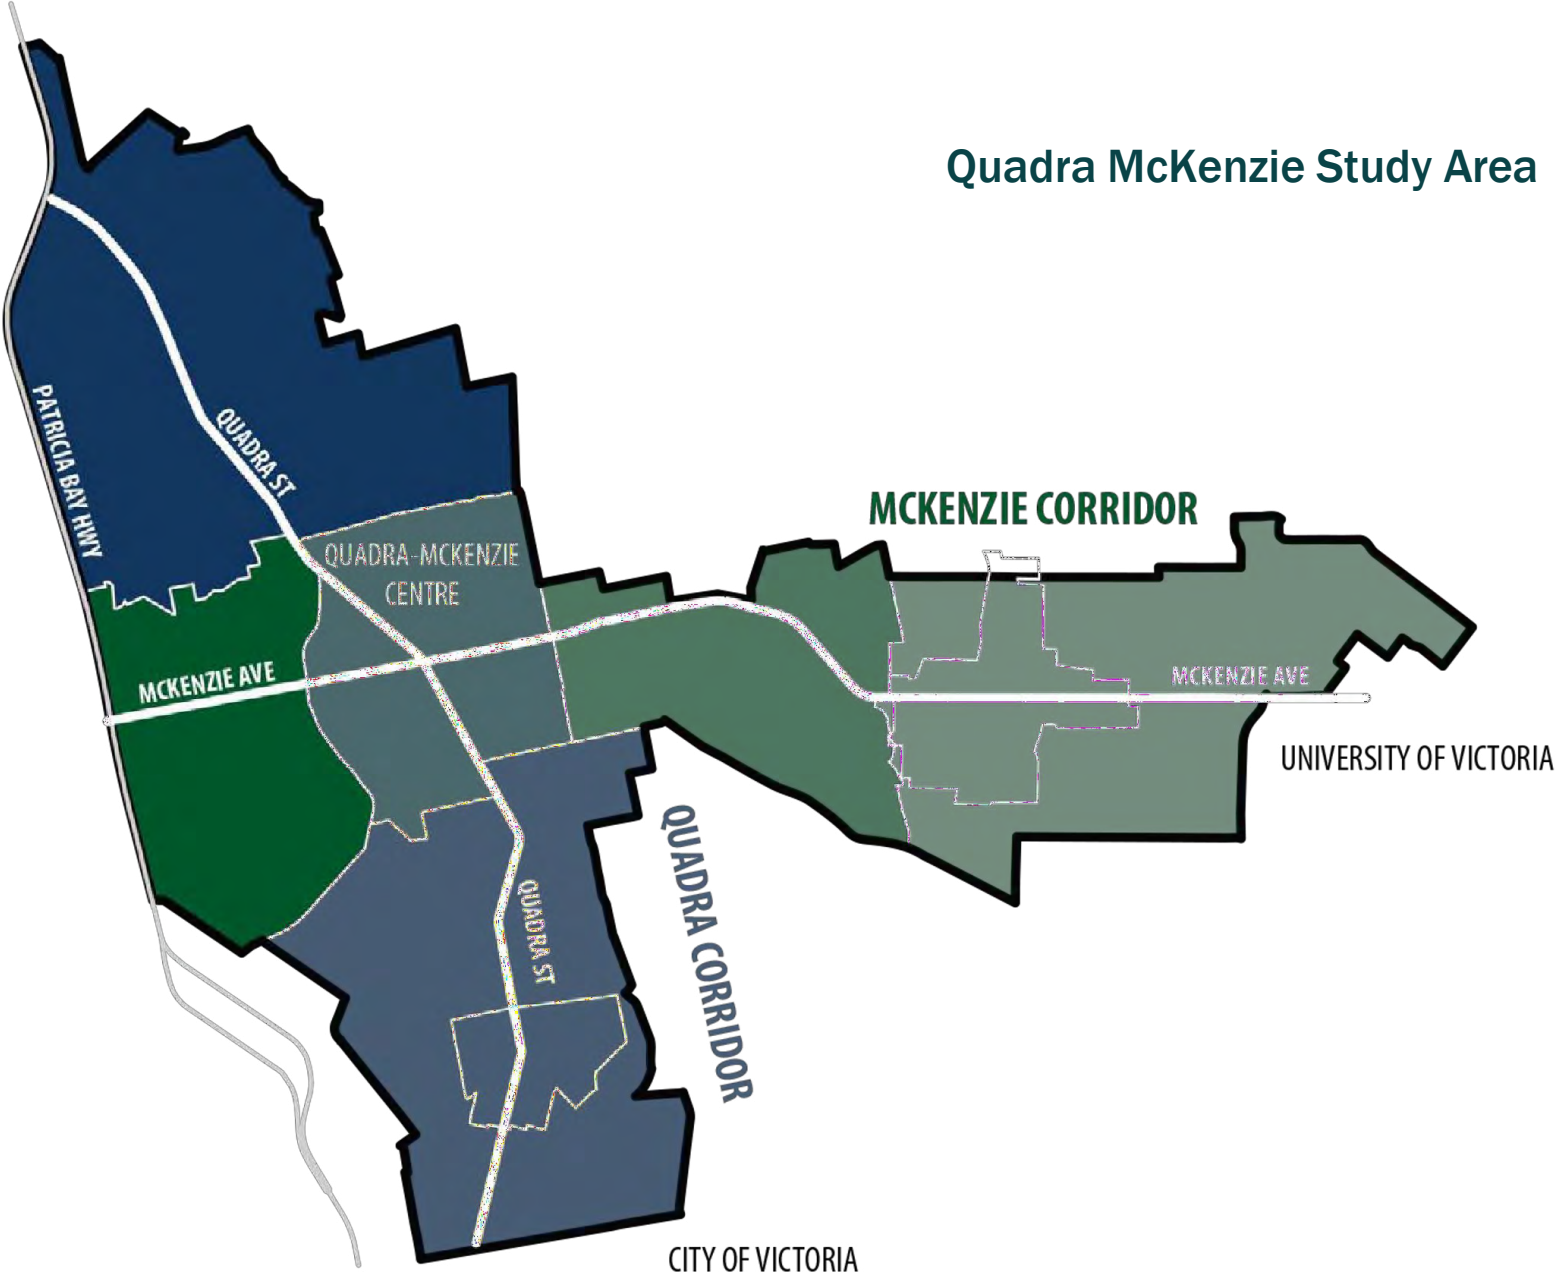 Quadra McKenzie Study Area
PATRICIA BAY HWY
QUADRA ST
MCKENZIE CORRIDOR
QUADRA-MCKENZIE
CENTRE
MCKENZIE AVE
MCKENZIE AVE
UNIVERSITY OF VICTORIA
QUADRA CORRIDOR
QUADRA ST
CITY OF VICTORIA